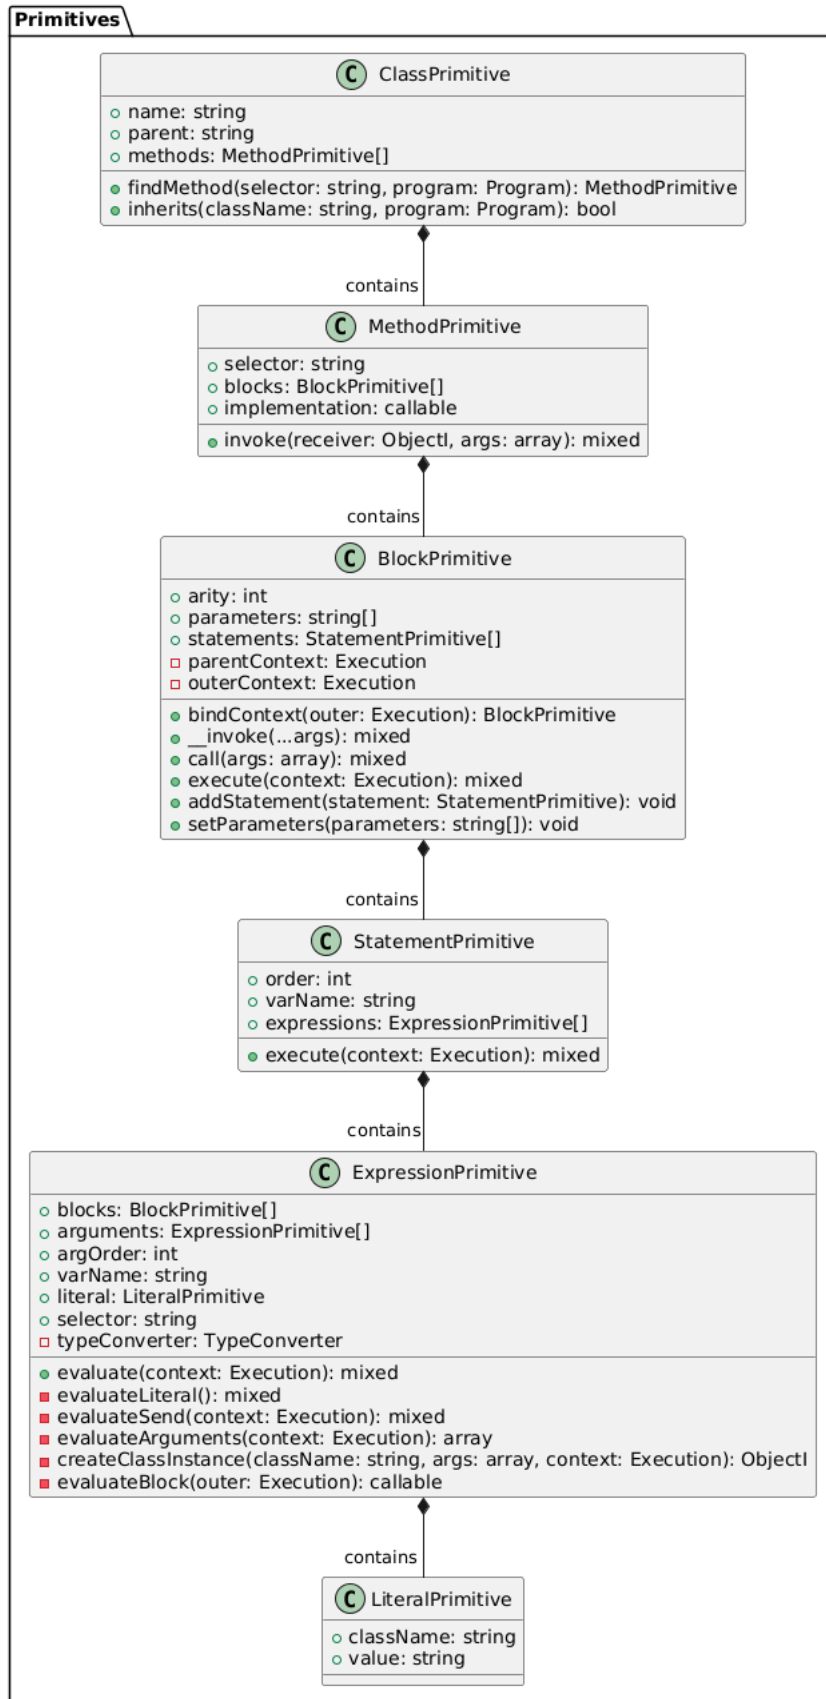 Primitives
C ClassPrimitive
name: string
parent: string
methods: MethodPrimitive[]
findMethod(selector: string, program: Program): MethodPrimitive
inherits(className: string, program: Program): bool
contains
C MethodPrimitive
selector: string
blocks: BlockPrimitive[]
implementation: callable
invoke(receiver: ObjectI, args: array): mixed
contains
C BlockPrimitive
arity: int
parameters: string[]
statements: StatementPrimitive[]
parentContext: Execution
outerContext: Execution
bindContext(outer: Execution): BlockPrimitive
__invoke(...args): mixed
call(args: array): mixed
execute(context: Execution): mixed
addStatement(statement: StatementPrimitive): void
setParameters(parameters: string[]): void
contains
C StatementPrimitive
order: int
varName: string
expressions: ExpressionPrimitive[]
execute(context: Execution): mixed
contains
C ExpressionPrimitive
blocks: BlockPrimitive[]
arguments: ExpressionPrimitive[]
argOrder: int
varName: string
literal: LiteralPrimitive
selector: string
typeConverter: TypeConverter
evaluate(context: Execution): mixed
evaluateLiteral(): mixed
evaluateSend(context: Execution): mixed
evaluateArguments(context: Execution): array
createClassInstance(className: string, args: array, context: Execution): ObjectI
evaluateBlock(outer: Execution): callable
contains
C LiteralPrimitive
className: string
value: string